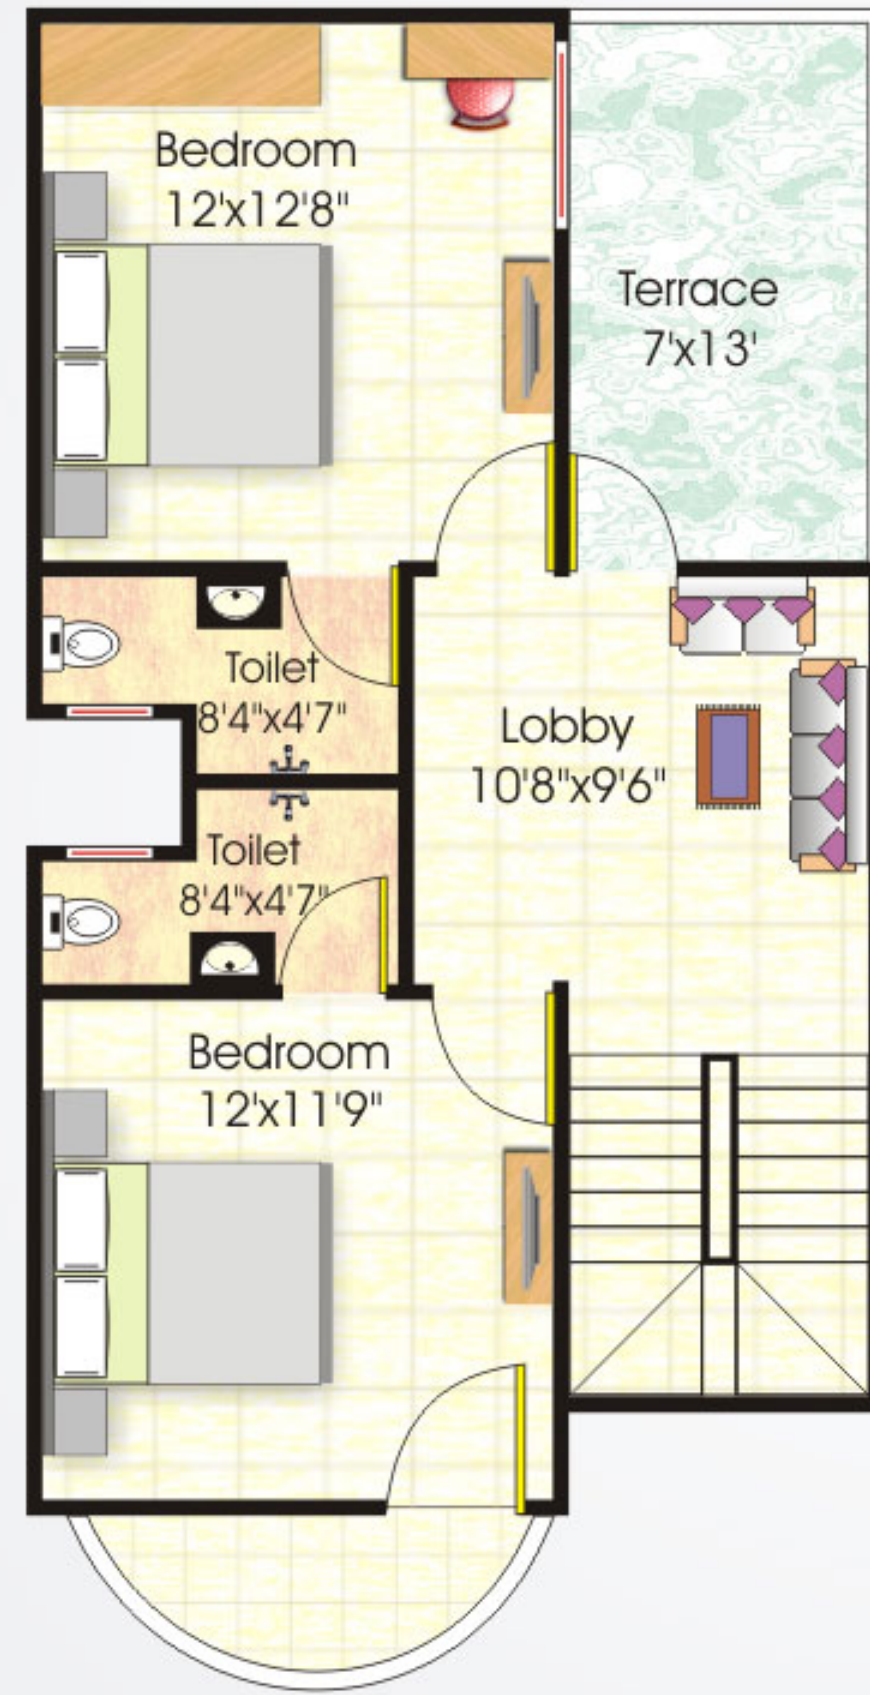 Bedroom
12'x12'8"
Terrace
7'x13'
Toilet
8'4"x4'7"
Lobby
10'8"x9'6"
Toilet
8'4"x4'7"
Bedroom
12'x11'9"